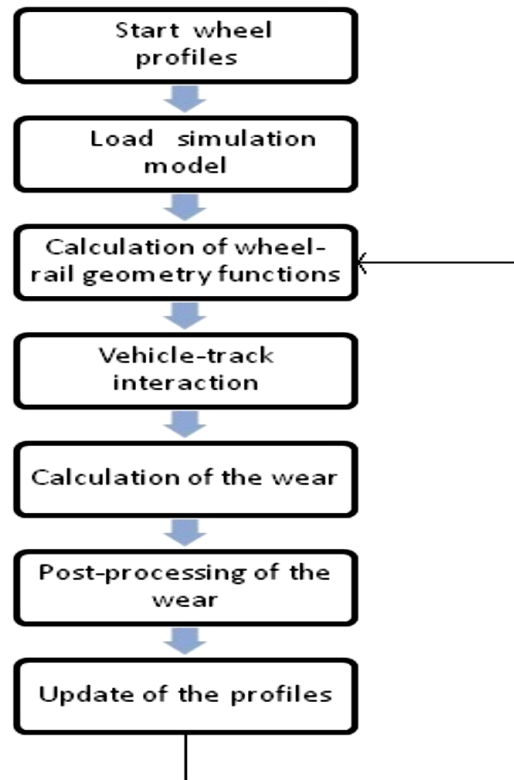 Start wheel
profiles
Load simulation
model
Calculation of wheel-
rail geometry functions
Vehicle-track
interaction
Calculation of the wear
Post-processing of the
wear
Update of the profiles